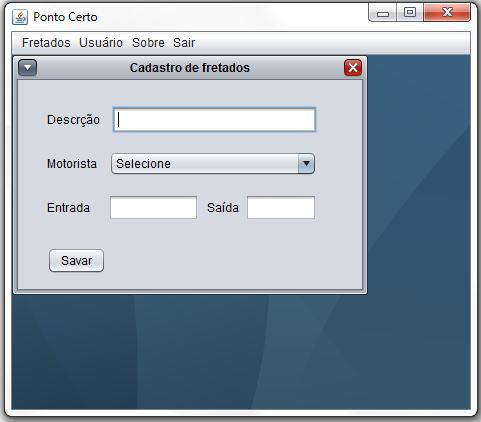 Ponto Certo
Fretados Usuário Sobre Sair
Cadastro de fretados
Descrção
Motorista Selecione
Entrada Saída
Savar